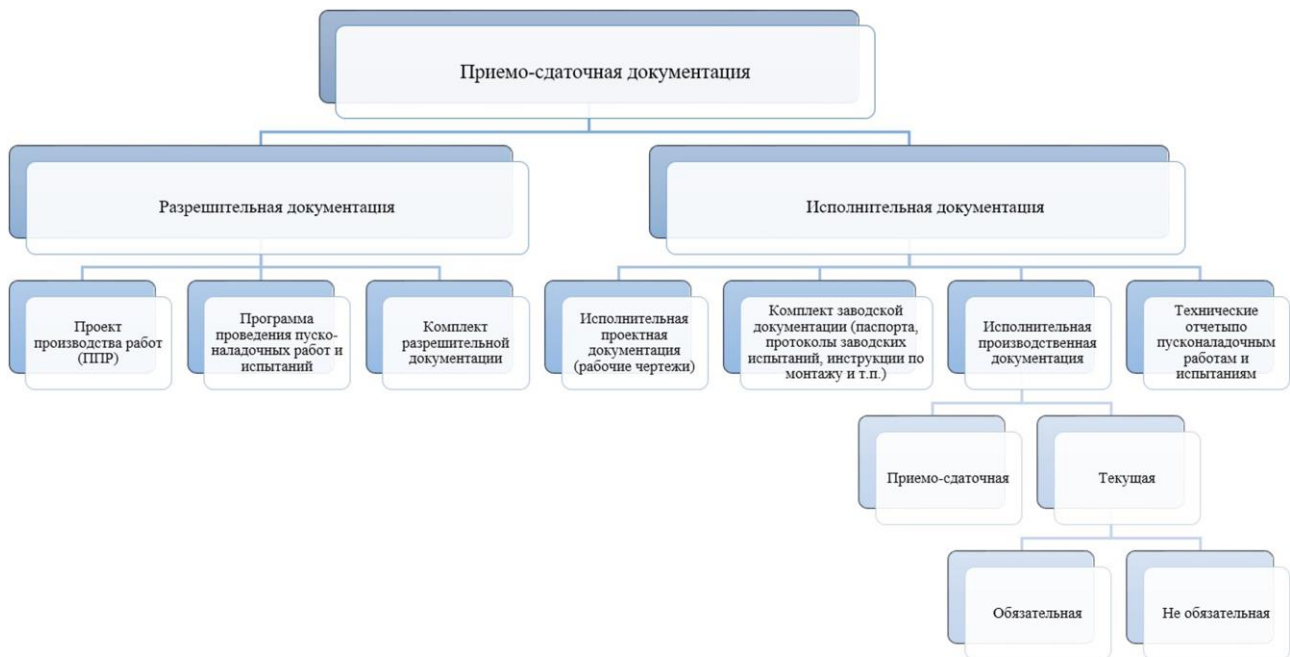 Приемо-сдаточная документация
Разрешительная документация
Исполнительная документация
Проект
производства работ (ППР)
Программа
проведения пуско-
наладочных работ и
испытаний
Комплект
разрешительной
документации
Исполнительная
проектная
документация
(рабочие чертежи)
Комплект заводской
документации (паспорта,
протоколы заводских
испытаний, инструкции по
монтажу и т.п.)
Исполнительная
производственная
документация
Технические
отчетыпо
пусконаладочным
работам и
испытаниям
Приемо-сдаточная
Текущая
Обязательная
Не обязательная